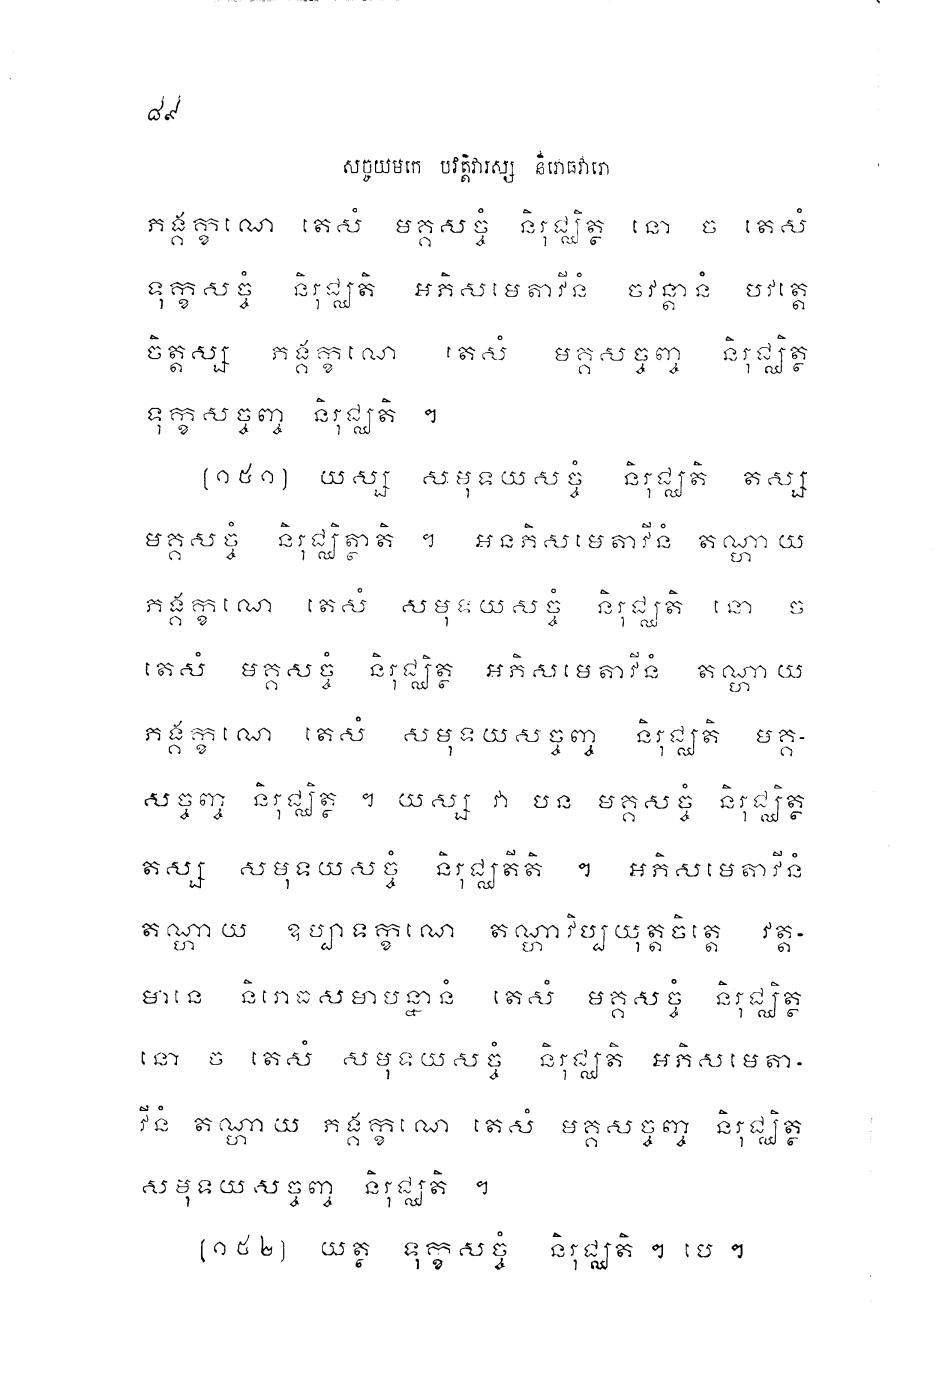 ៨៩
សច្ចយមកេ បវត្តិវារស្ស និរោធវារោ
ភង្គក្ខណេ តេសំ មគ្គសច្ចំ និរុជ្ឈិត្ថ នោ ច តេសំ
ទុក្ខសច្ចំ និរុជ្ឈតិ អភិសមេតាវីនំ ចវន្តានំ បវត្តេ
ចិត្តស្ស ភង្គក្ខណេ តេសំ មគ្គសច្ចញ្ច និរុជ្ឈិត្ថ
ទុក្ខសច្ចញ្ច និរុជ្ឈតិ ។
(១៥១) យស្ស សមុទយសច្ចំ និរុជ្ឈតិ តស្ស
មគ្គសច្ចំ និរុជ្ឈិត្ថាតិ ។ អនភិសមេតាវីនំ តណ្ហាយ
ភង្គក្ខណេ តេសំ សមុទយសច្ចំ និរុជ្ឈតិ នោ ច
តេសំ មគ្គសច្ចំ និរុជ្ឈិត្ថ អភិសមេតាវីនំ តណ្ហាយ
ភង្គក្ខណេ តេសំ សមុទយសច្ចញ្ច និរុជ្ឈតិ មគ្គ-
សច្ចញ្ច និរុជ្ឈិត្ថ ។ យស្ស វា បន មគ្គសច្ចំ និរុជ្ឈិត្ថ
តស្ស សមុទយសច្ចំ និរុជ្ឈតីតិ ។ អភិសមេតាវីនំ
តណ្ហាយ ឧប្បាទក្ខណេ តណ្ហាវិប្បយុត្តចិត្តេ វត្ត-
មានេ និរោធសមាបន្នានំ តេសំ មគ្គសច្ចំ និរុជ្ឈិត្ថ
នោ ច តេសំ សមុទយសច្ចំ និរុជ្ឈតិ អភិសមេតា-
វីនំ តណ្ហាយ ភង្គក្ខណេ តេសំ មគ្គសច្ចញ្ច និរុជ្ឈិត្ថ
សមុទយសច្ចញ្ច និរុជ្ឈតិ ។
(១៥២) យត្ថ ទុក្ខសច្ចំ និរុជ្ឈតិ ។ បេ ។